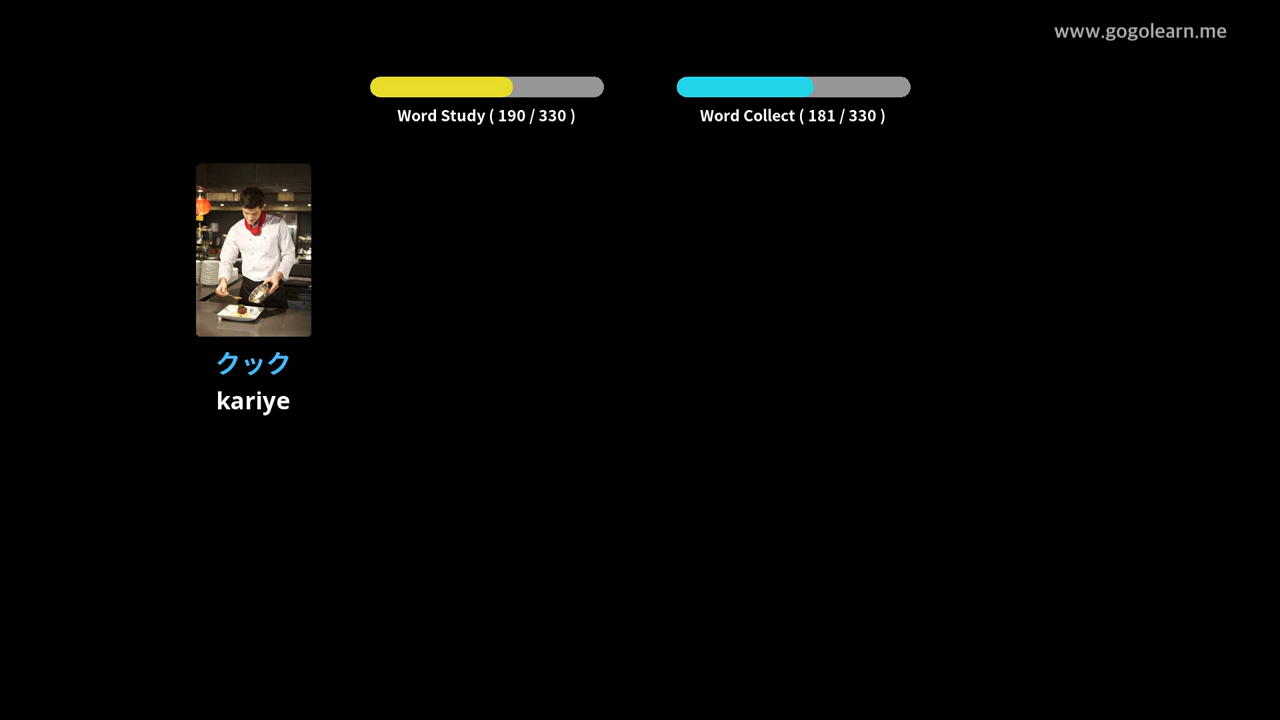 www.gogolearn.me
Word Study ( 190 / 330 )
Word Collect ( 181 / 330 )
クック
kariye